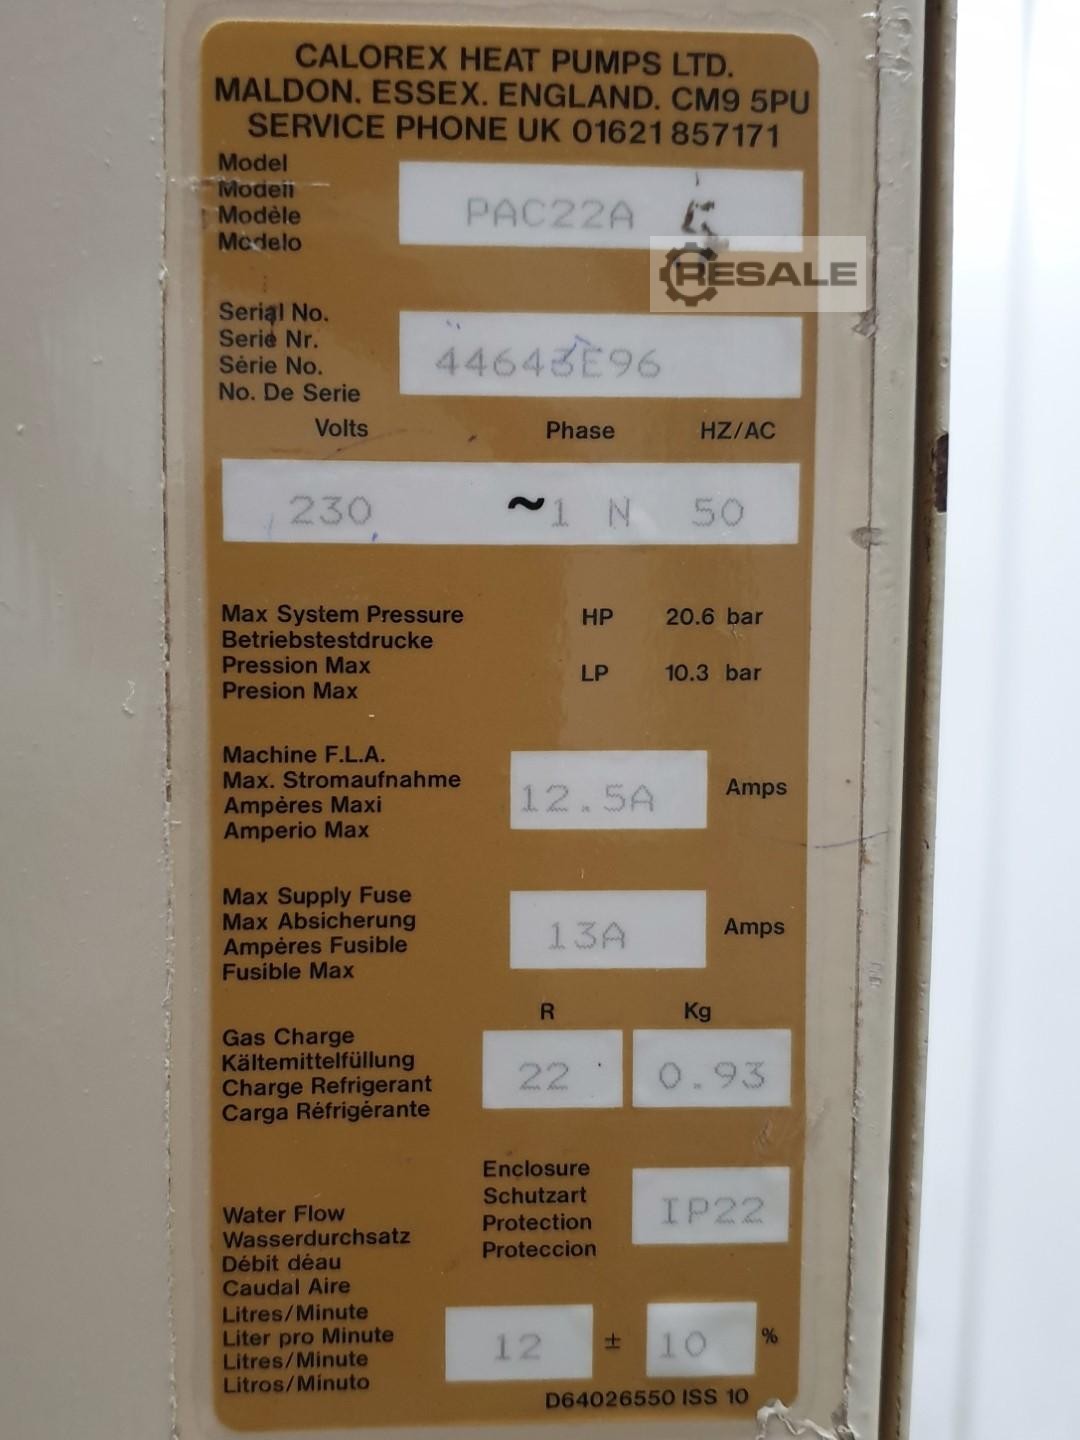 CALOREX HEAT PUMPS LTD.
MALDON. ESSEX. ENGLAND. CM9 5PU
SERVICE PHONE UK 01621 857171
Model
Modell
Modèle
Modelo
PAC22A
RESALE
Serial No.
Serie Nr.
Série No.
No. De Serie
44643E96
Volts Phase HZ/AC
230 ~1 N 50
Max System Pressure HP 20.6 bar
Betriebstestdrucke
Pression Max LP 10.3 bar
Presion Max
Machine F.L.A.
Max. Stromaufnahme
Ampères Maxi
Amperio Max
12.5A Amps
Max Supply Fuse
Max Absicherung
Ampères Fusible
Fusible Max
13A Amps
R Kg
Gas Charge
Kältemittelfüllung
Charge Refrigerant
Carga Réfrigérante
22 0.93
Enclosure
Schutzart
Protection
Proteccion
IP22
Water Flow
Wasserdurchsatz
Débit déau
Caudal Aire
Litres/Minute
Liter pro Minute
Litres/Minute
Litros/Minuto
12 ± 10 %
D64026550 ISS 10